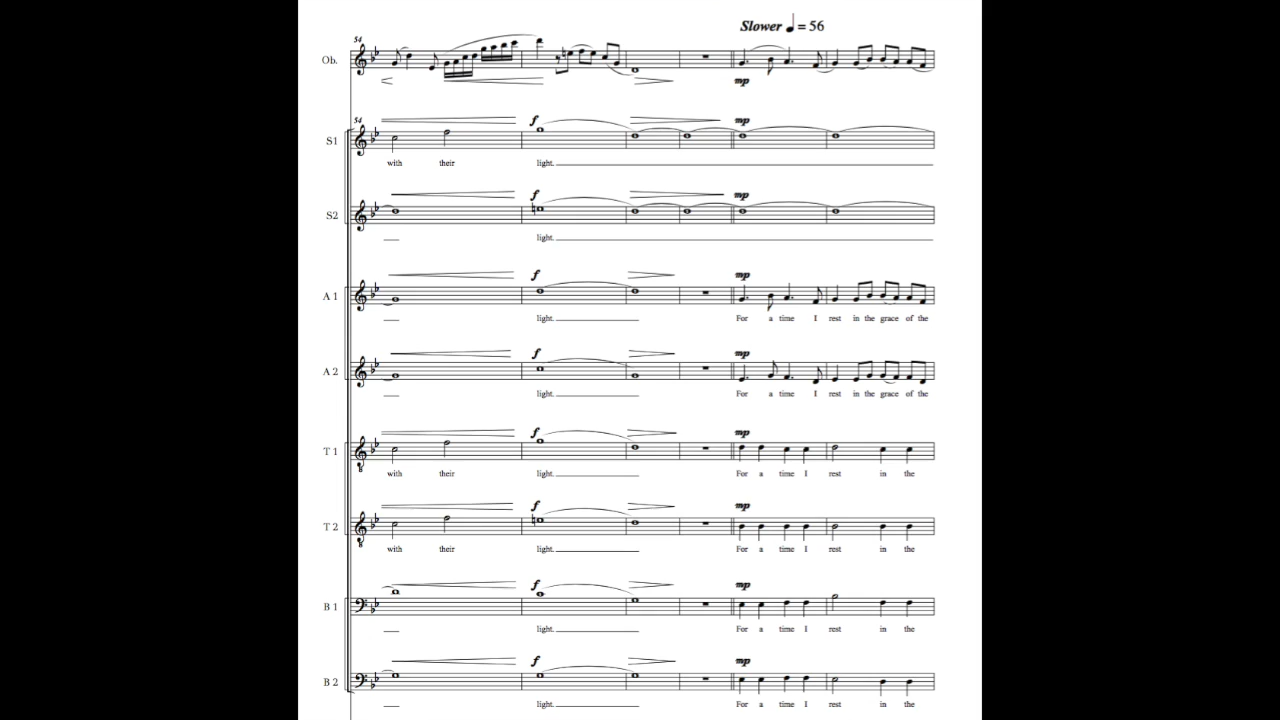 Slower ♩ = 56
54
Ob.
mp
54
f mp
S1
with their light.
f mp
S2
light.
f mp
A 1
light. For a time I rest in the grace of the
f mp
A 2
light. For a time I rest in the grace of the
f mp
T 1
with their light. For a time I rest in the
f mp
T 2
with their light. For a time I rest in the
f mp
B 1
light. For a time I rest in the
f mp
B 2
light. For a time I rest in the